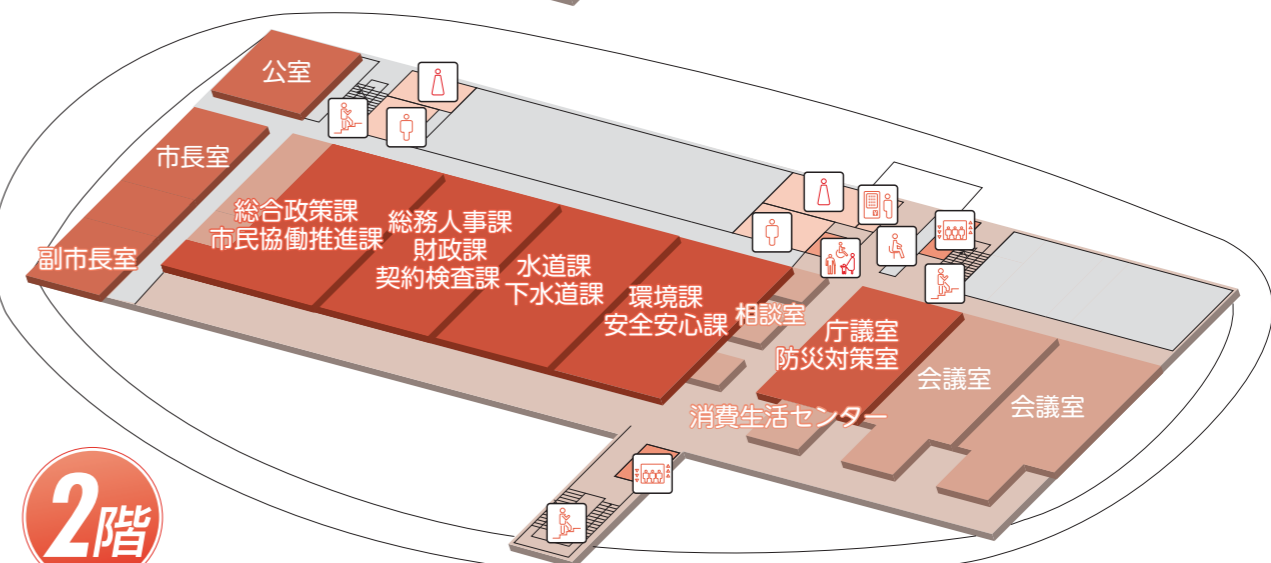 公室
市長室
副市長室
総合政策課
市民協働推進課
総務人事課
財政課
契約検査課
水道課
下水道課
環境課
安全安心課
相談室
庁議室
防災対策室
会議室
会議室
消費生活センター
2階